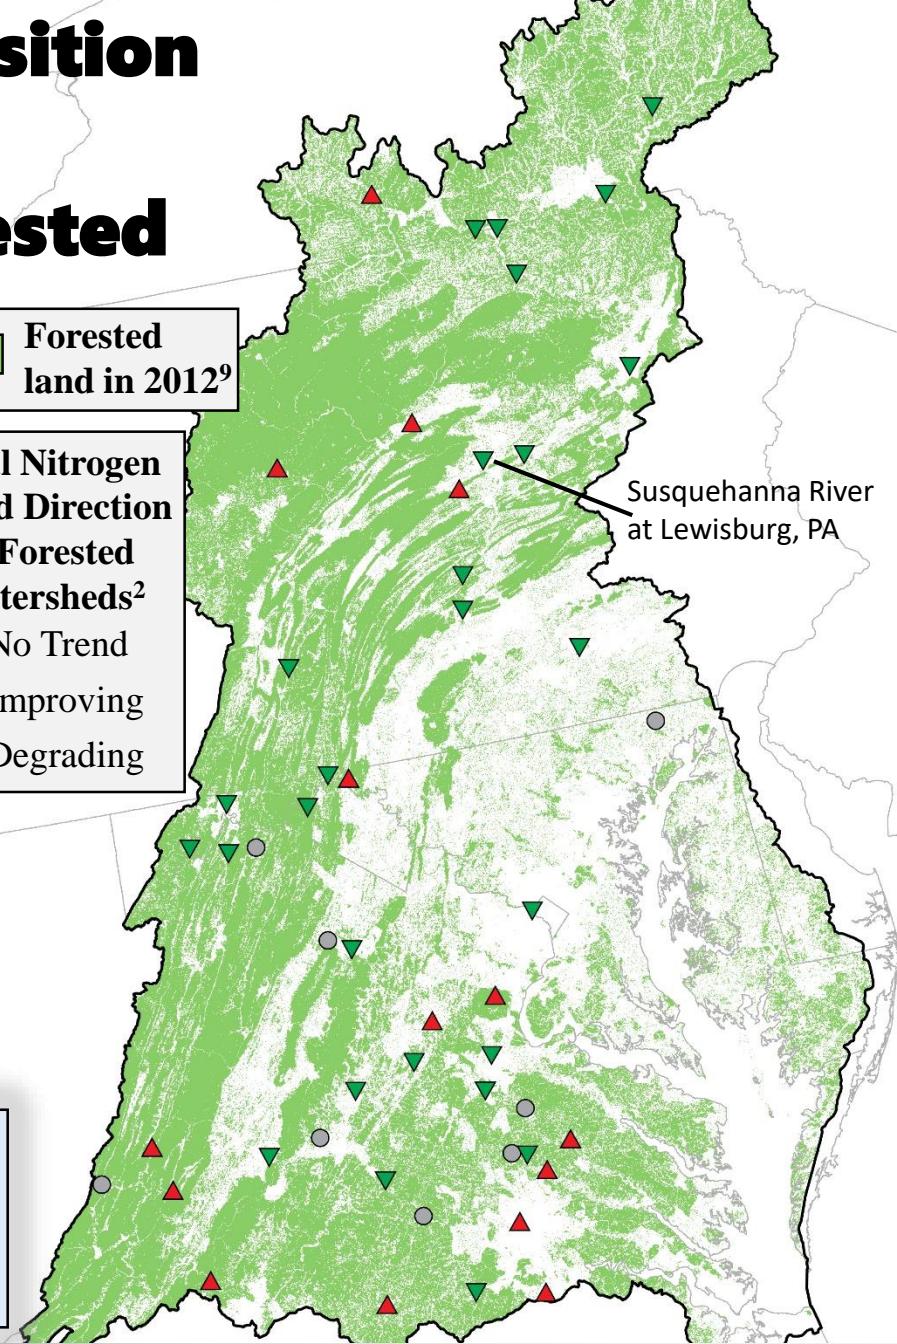 sition
ested
Forested
land in 2012⁹
l Nitrogen
d Direction
Forested
tersheds²
No Trend
mproving
Degrading
Susquehanna River
at Lewisburg, PA